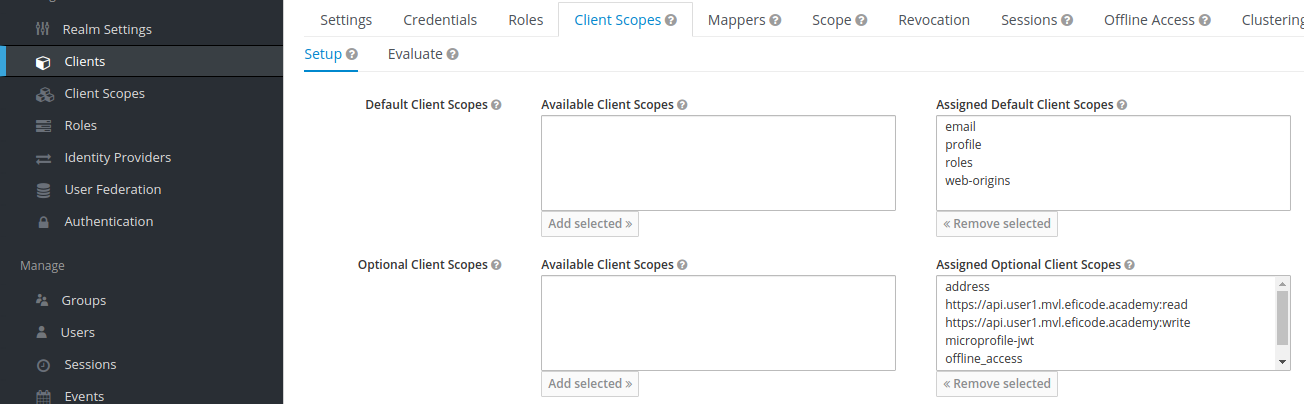 Realm Settings
Clients
Client Scopes
Roles
Identity Providers
User Federation
Authentication
Manage
Groups
Users
Sessions
Events
Settings Credentials Roles Client Scopes Mappers Scope Revocation Sessions Offline Access Clustering
Setup Evaluate
Default Client Scopes Available Client Scopes Assigned Default Client Scopes
email
profile
roles
web-origins
Add selected » « Remove selected
Optional Client Scopes Available Client Scopes Assigned Optional Client Scopes
address
https://api.user1.mvl.eficode.academy:read
https://api.user1.mvl.eficode.academy:write
microprofile-jwt
offline_access
Add selected » « Remove selected